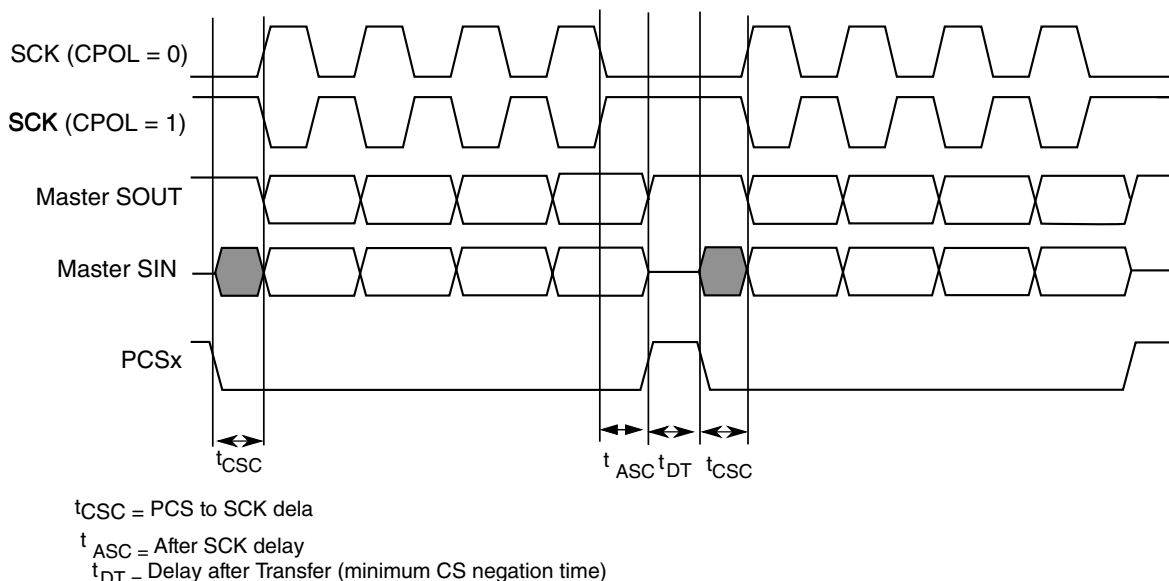 SCK (CPOL = 0)
SCK (CPOL = 1)
Master SOUT
Master SIN
PCSx
tCSC
t ASC tDT tCSC
tCSC = PCS to SCK dela
t ASC = After SCK delay
tDT = Delay after Transfer (minimum CS negation time)